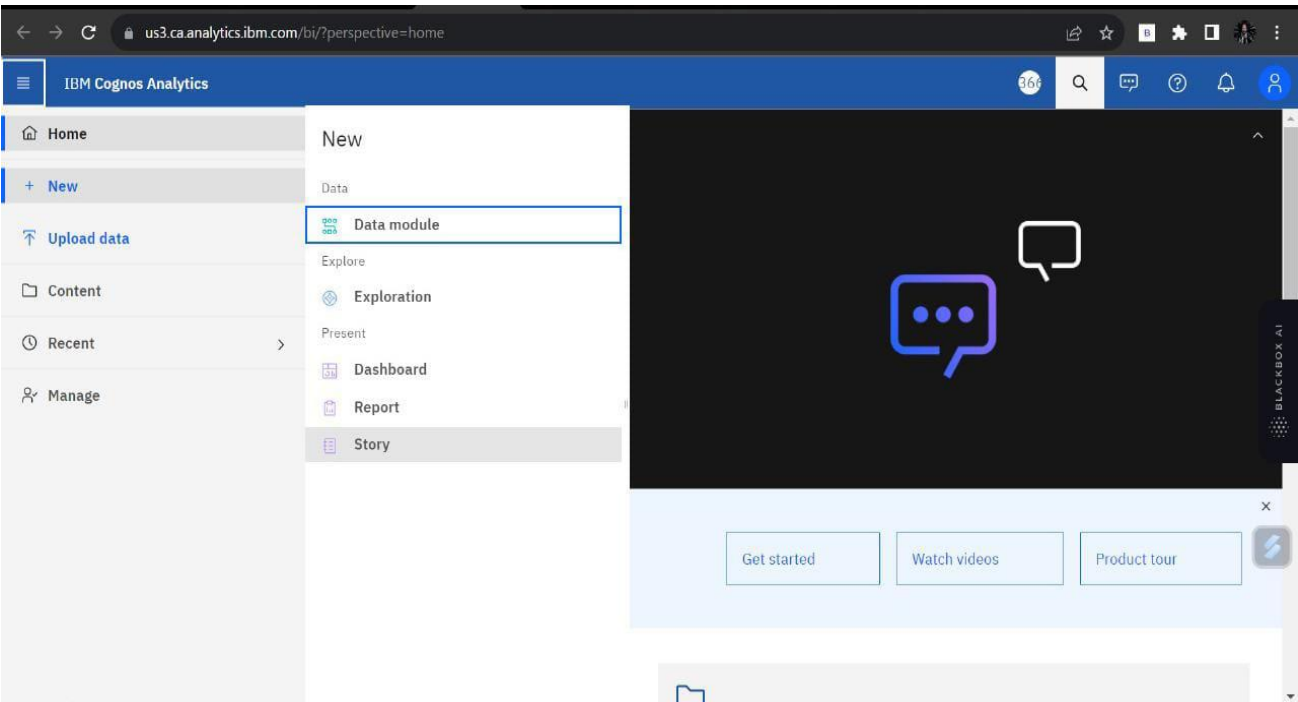 us3.ca.analytics.ibm.com/bi/?perspective=home
B
IBM Cognos Analytics
366
Home
New
Upload data
Content
Recent
Manage
New
Data
Data module
Explore
Exploration
Present
Dashboard
Report
Story
BLACKBOX AI
Get started
Watch videos
Product tour